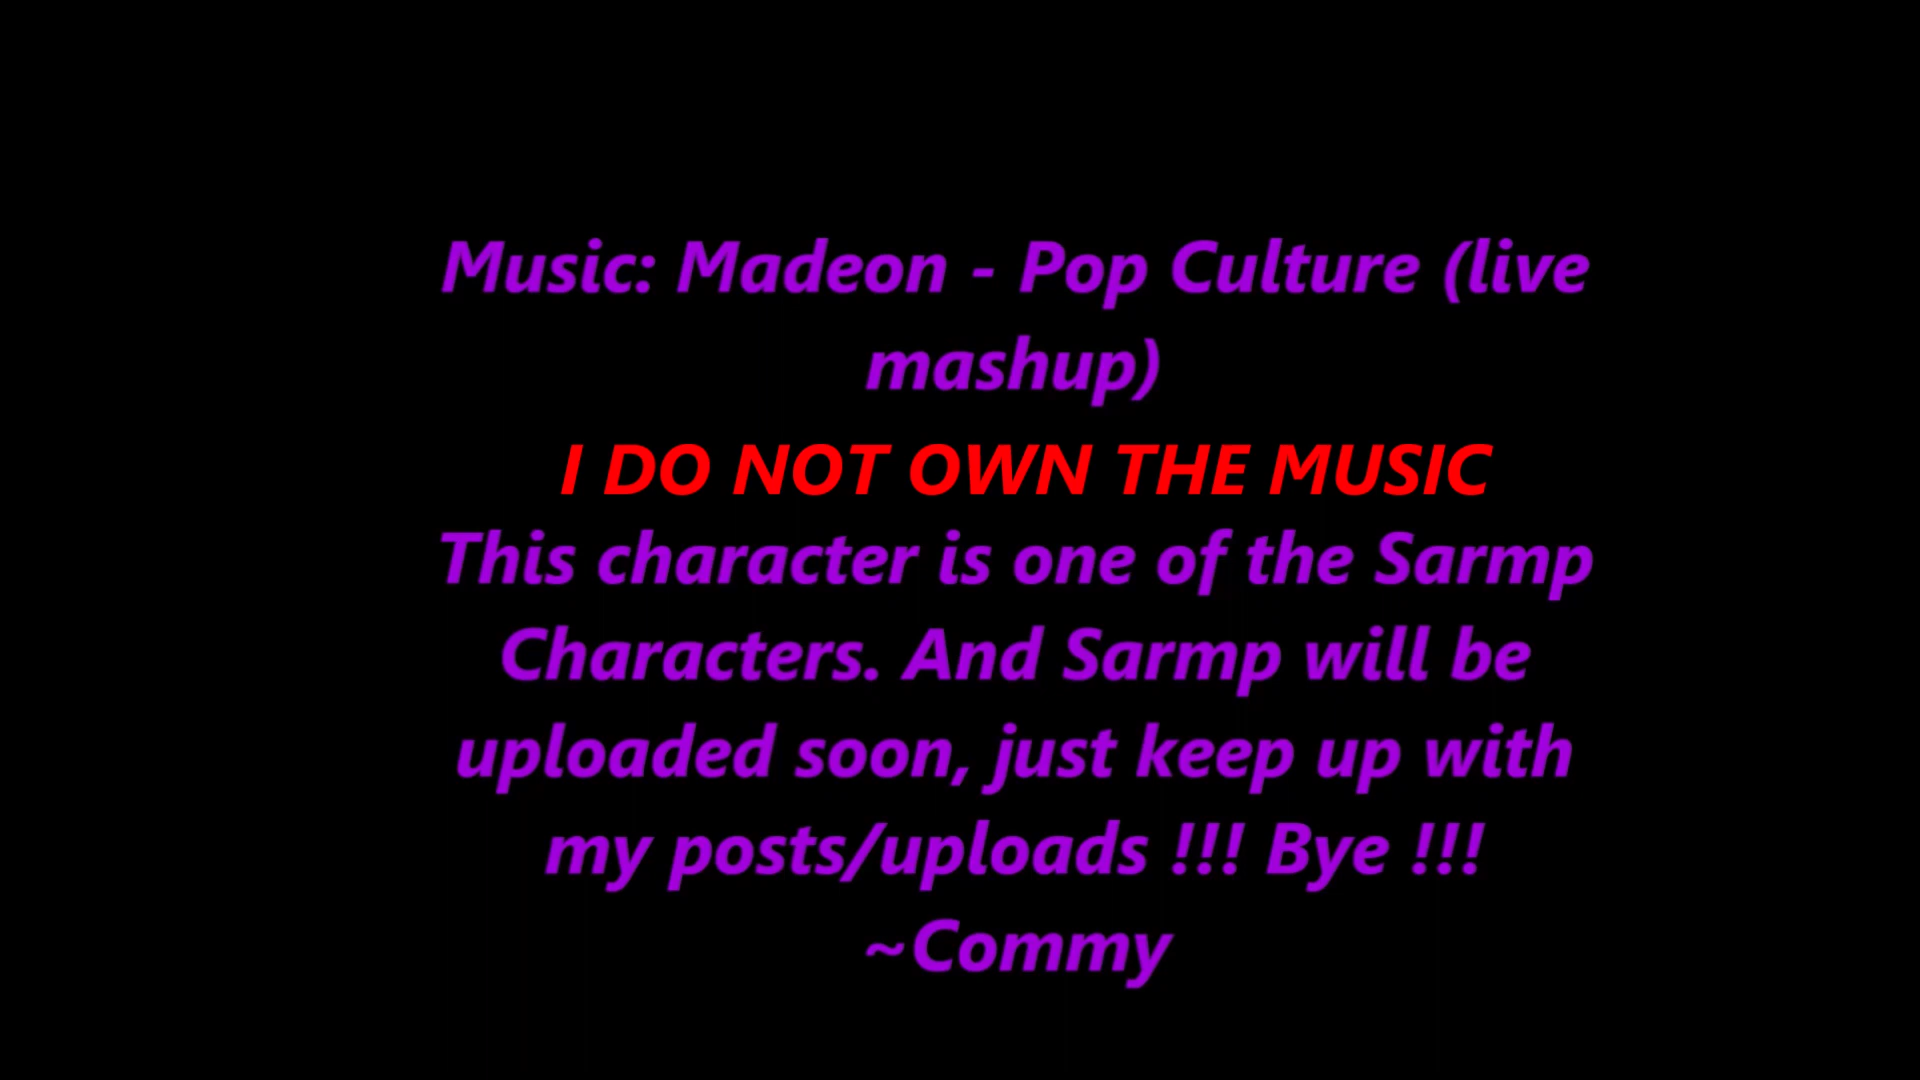 Music: Madeon - Pop Culture (live
mashup)
I DO NOT OWN THE MUSIC
This character is one of the Sarmp
Characters. And Sarmp will be
uploaded soon, just keep up with
my posts/uploads !!! Bye !!!
~Commy